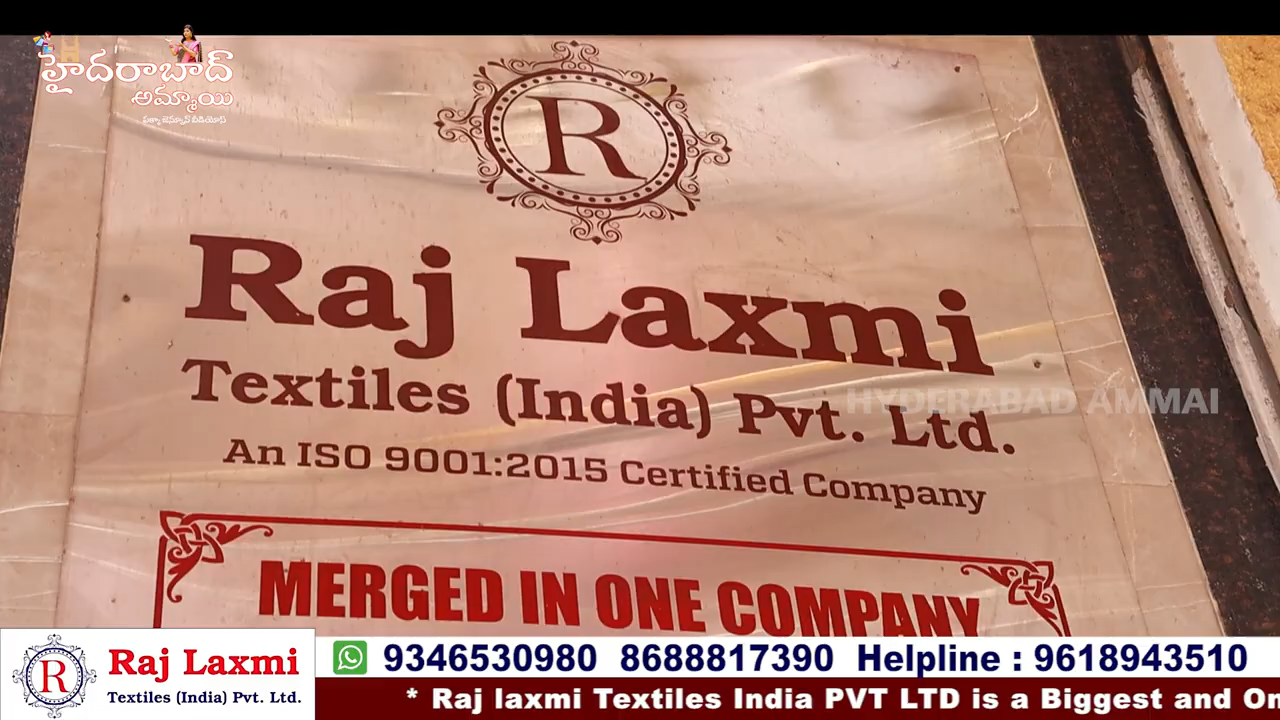 హైదరాబాద్
అమ్మాయి
R
Raj Laxmi
Textiles (India) Pvt. Ltd.
HYDERABAD AMMAI
An ISO 9001:2015 Certified Company
MERGED IN ONE COMPANY
R
Raj Laxmi
Textiles (India) Pvt. Ltd.
9346530980 8688817390 Helpline : 9618943510
* Raj laxmi Textiles India PVT LTD is a Biggest and On